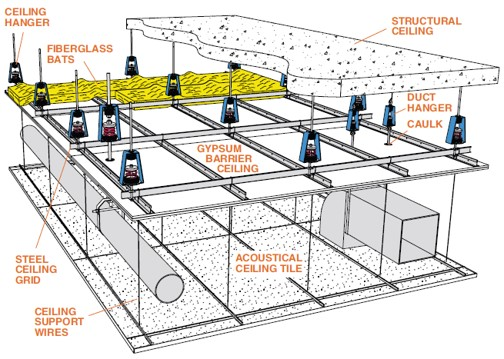 CEILING
HANGER
FIBERGLASS
BATS
STRUCTURAL
CEILING
DUCT
HANGER
CAULK
GYPSUM
BARRIER
CEILING
STEEL
CEILING
GRID
ACOUSTICAL
CEILING TILE
CEILING
SUPPORT
WIRES